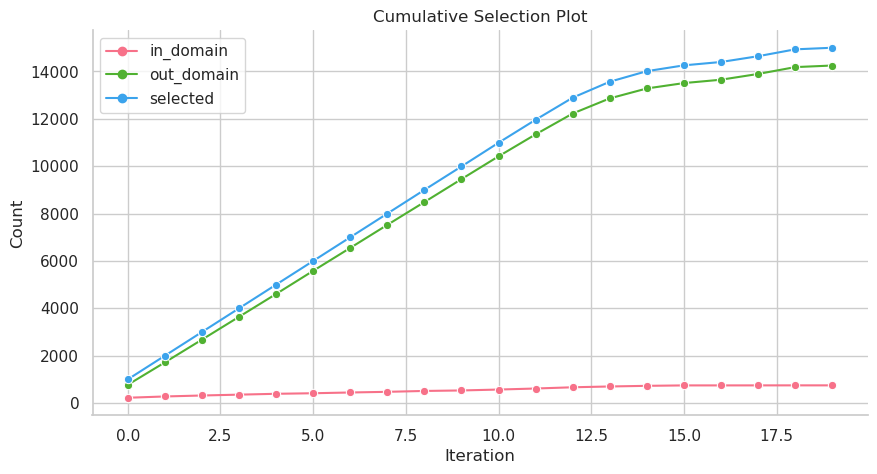 Cumulative Selection Plot
in_domain
out_domain
selected
14000
12000
10000
8000
6000
4000
2000
0
Count
0.0 2.5 5.0 7.5 10.0 12.5 15.0 17.5
Iteration